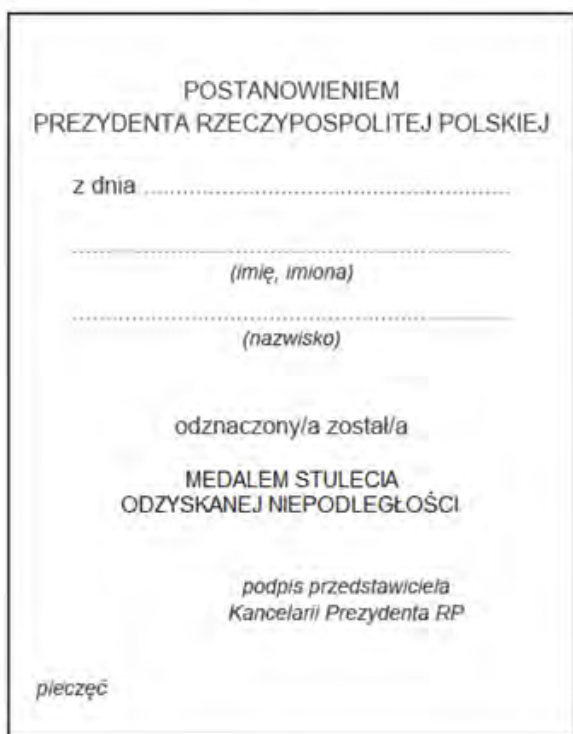 POSTANOWIENIEM
PREZYDENTA RZECZYPOSPOLITEJ POLSKIEJ
z dnia ............................................................
........................................................................
(imię, imiona)
........................................................................
(nazwisko)
odznaczony/a został/a
MEDALEM STULECIA
ODZYSKANEJ NIEPODLEGŁOŚCI
podpis przedstawiciela
Kancelarii Prezydenta RP
pieczęć